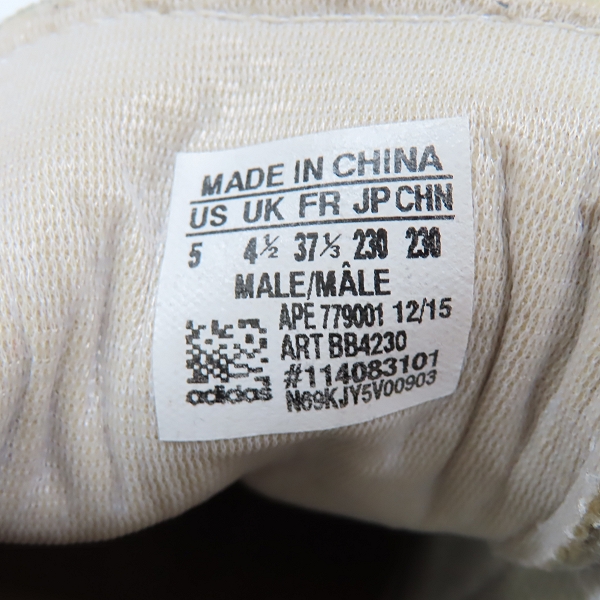 MADE IN CHINA
US UK FR JP CHN
5 4½ 37⅓ 230 230
MALE/MÂLE
APE 779001 12/15
ART BB4230
#114083101
adidas N69KJY5V00903